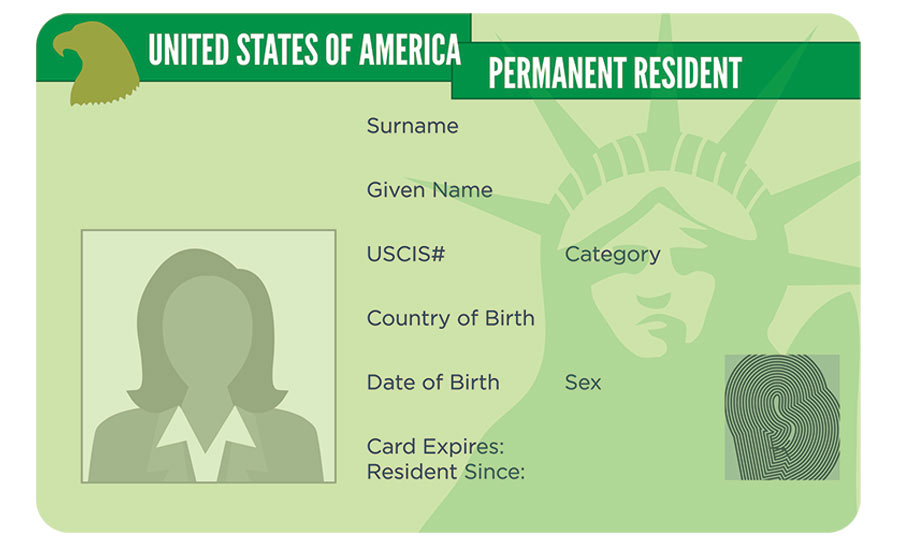 UNITED STATES OF AMERICA
PERMANENT RESIDENT
Surname
Given Name
USCIS# Category
Country of Birth
Date of Birth Sex
Card Expires:
Resident Since: